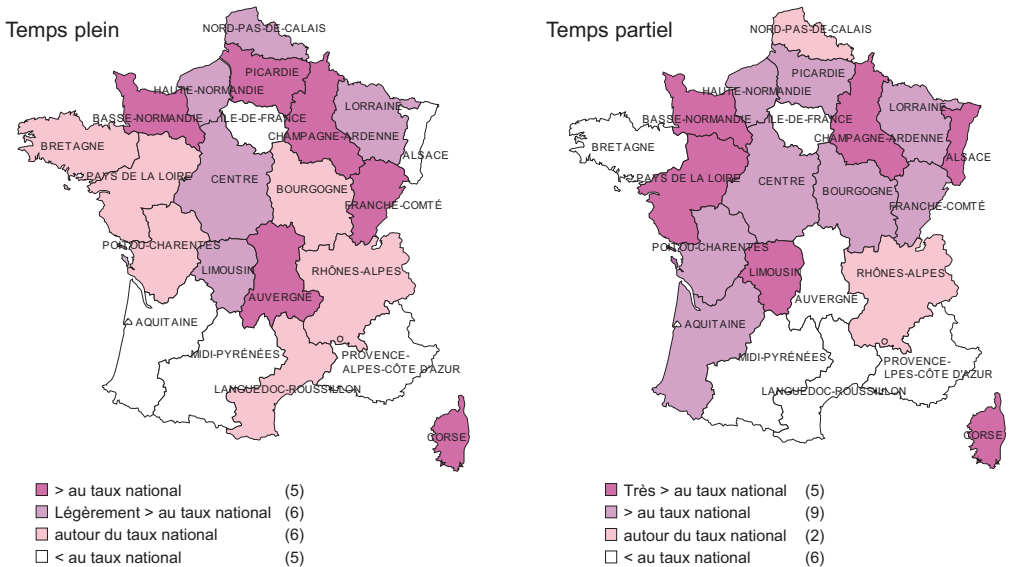 Temps plein
NORD-PAS-DE-CALAIS
PICARDIE
HAUTE-NORMANDIE
LORRAINE
BASSE-NORMANDIE
ILE-DE-FRANCE
CHAMPAGNE-ARDENNE
BRETAGNE
ALSACE
PAYS DE LA LOIRE
CENTRE
BOURGOGNE
FRANCHE-COMTÉ
POITOU-CHARENTES
LIMOUSIN
RHÔNES-ALPES
AUVERGNE
AQUITAINE
MIDI-PYRÉNÉES
PROVENCE-
ALPES-CÔTE D'AZUR
LANGUEDOC-ROUSSILLON
CORSE
> au taux national (5)
Légèrement > au taux national (6)
autour du taux national (6)
< au taux national (5)
Temps partiel
NORD-PAS-DE-CALAIS
PICARDIE
HAUTE-NORMANDIE
LORRAINE
BASSE-NORMANDIE
ILE-DE-FRANCE
CHAMPAGNE-ARDENNE
BRETAGNE
ALSACE
PAYS DE LA LOIRE
CENTRE
BOURGOGNE
FRANCHE-COMTÉ
POITOU-CHARENTES
LIMOUSIN
RHÔNES-ALPES
AUVERGNE
AQUITAINE
MIDI-PYRÉNÉES
PROVENCE-
LPES-CÔTE D'AZUR
LANGUEDOC-ROUSSILLON
CORSE
Très > au taux national (5)
> au taux national (9)
autour du taux national (2)
< au taux national (6)